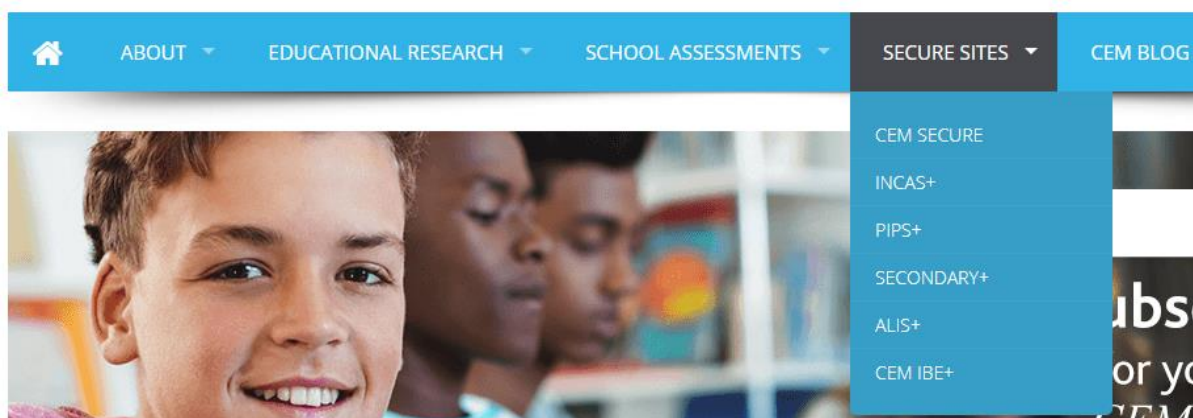 ABOUT EDUCATIONAL RESEARCH SCHOOL ASSESSMENTS SECURE SITES CEM BLOG
CEM SECURE
INCAS+
PIPS+
SECONDARY+
ALIS+
CEM IBE+